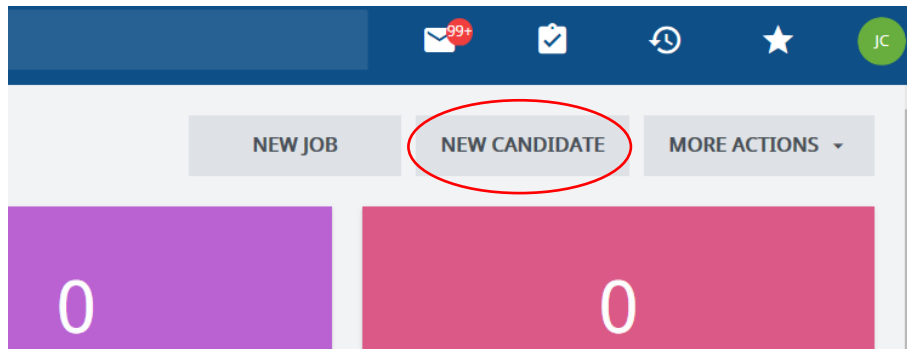 99+
JC
NEW JOB
NEW CANDIDATE
MORE ACTIONS
0
0